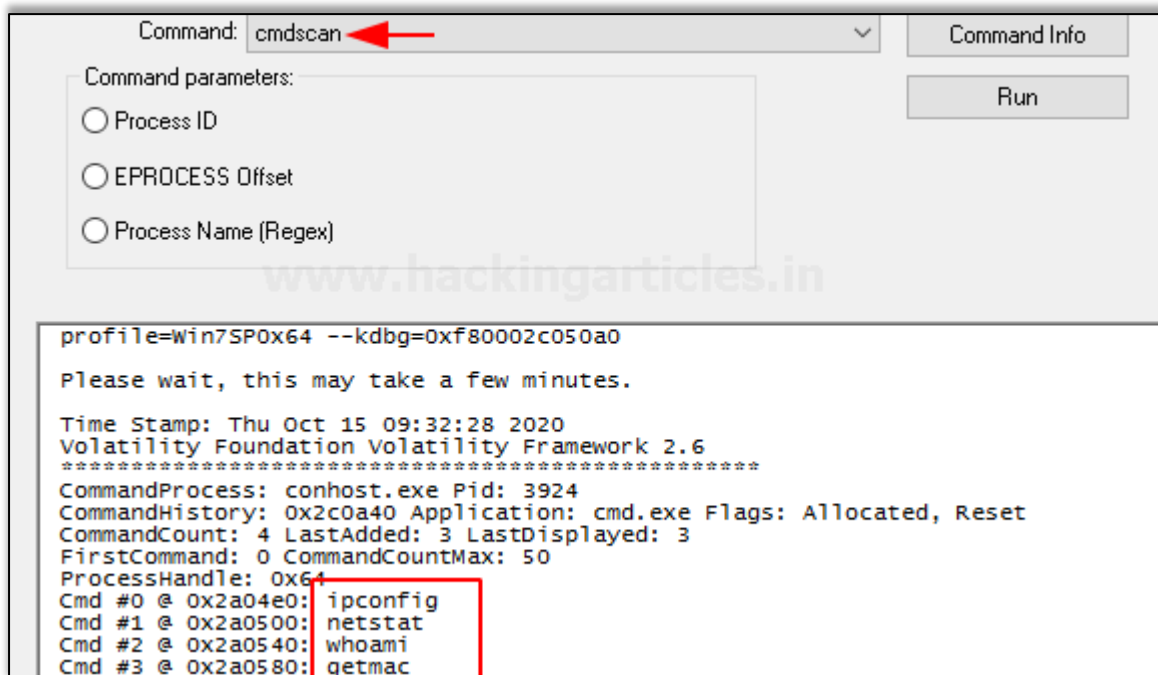 Command: cmdscan
Command Info
Command parameters:
Run
Process ID
EPROCESS Offset
Process Name (Regex)
www.hackingarticles.in
profile=Win7SP0x64 --kdbg=0xf80002c050a0
Please wait, this may take a few minutes.
Time Stamp: Thu Oct 15 09:32:28 2020
Volatility Foundation Volatility Framework 2.6
**************************************************
CommandProcess: conhost.exe Pid: 3924
CommandHistory: 0x2c0a40 Application: cmd.exe Flags: Allocated, Reset
CommandCount: 4 LastAdded: 3 LastDisplayed: 3
FirstCommand: 0 CommandCountMax: 50
ProcessHandle: 0x64
Cmd #0 @ 0x2a04e0: ipconfig
Cmd #1 @ 0x2a0500: netstat
Cmd #2 @ 0x2a0540: whoami
Cmd #3 @ 0x2a0580: getmac